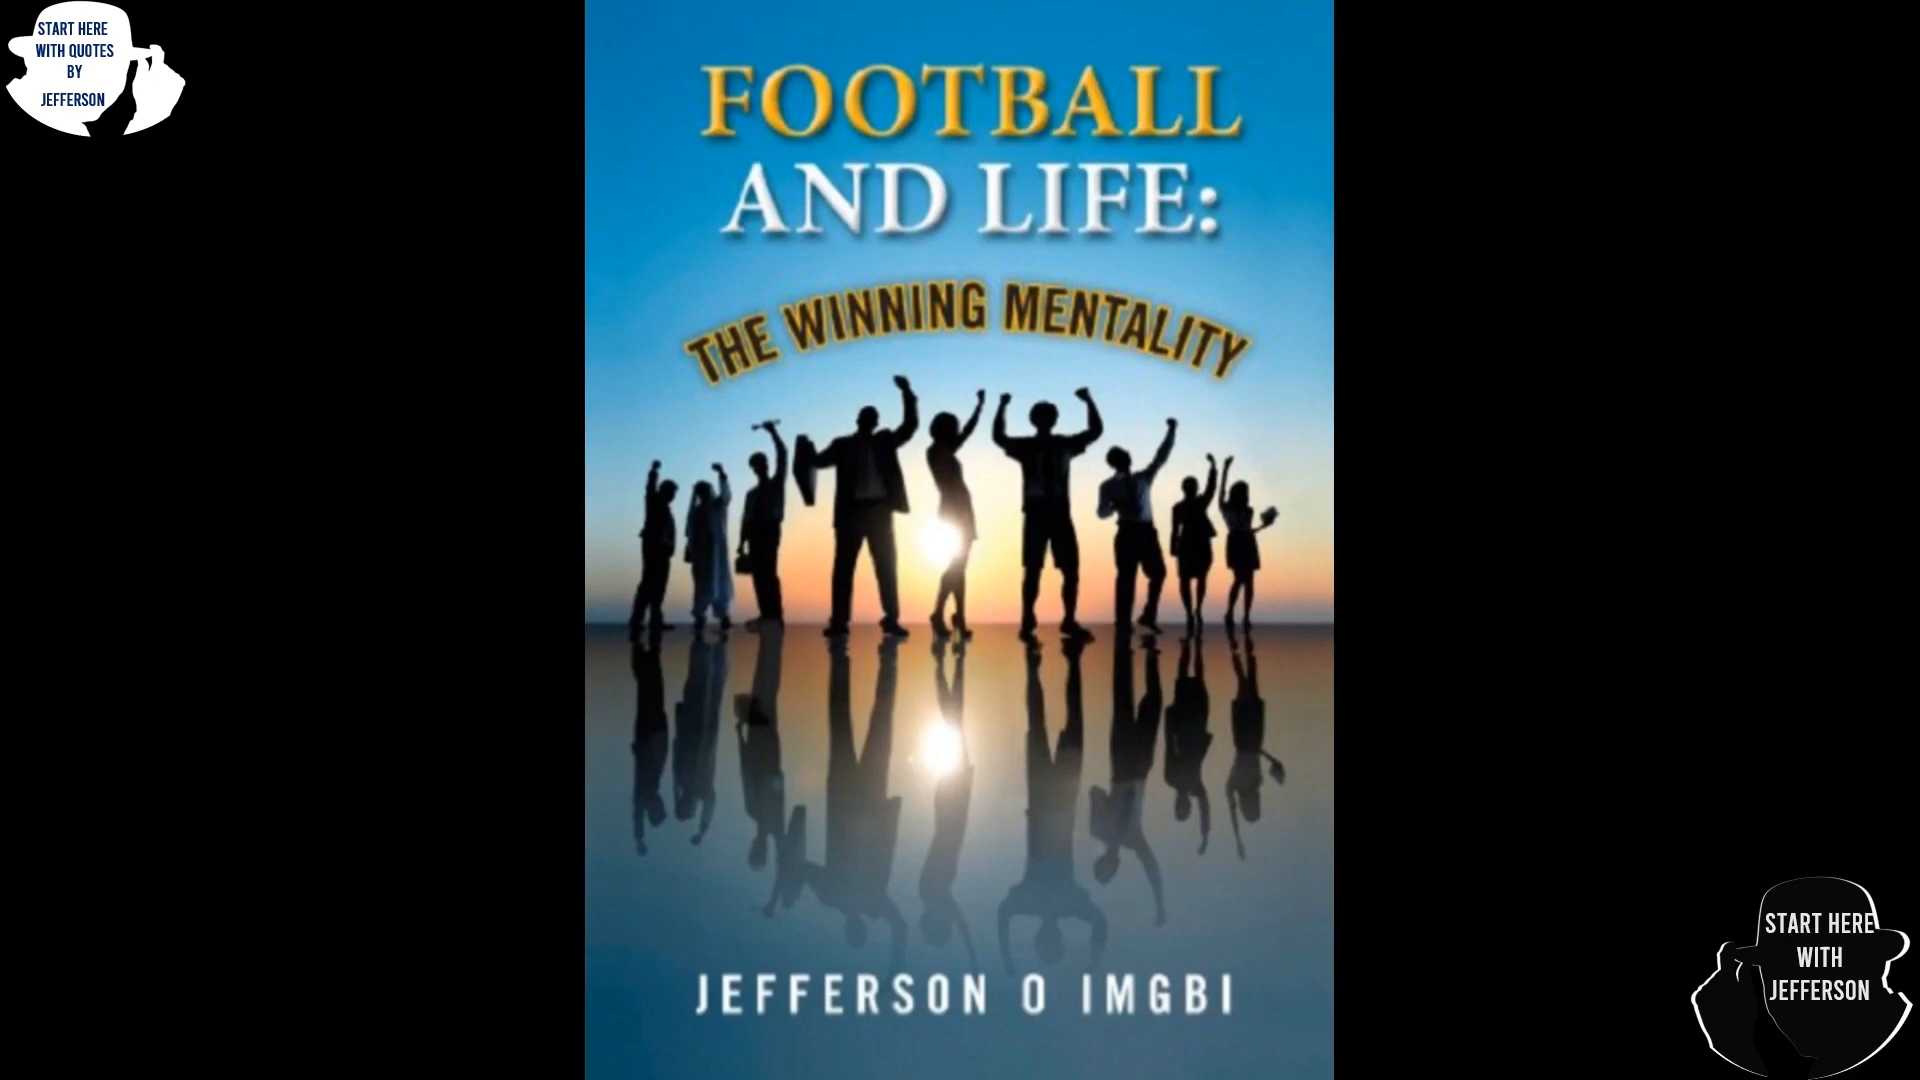 START HERE
WITH QUOTES
BY
JEFFERSON
FOOTBALL
AND LIFE:
THE WINNING MENTALITY
JEFFERSON O IMGBI
START HERE
WITH
JEFFERSON